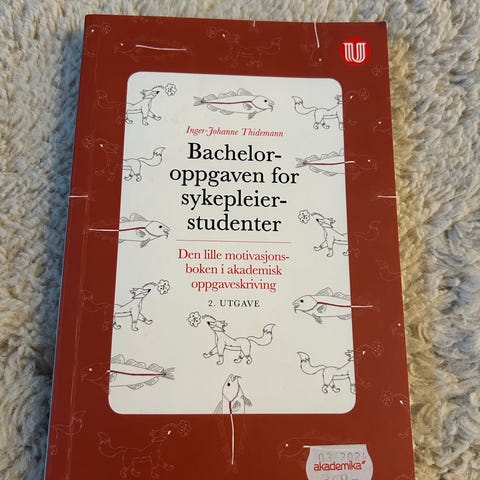 Inger-Johanne Thidemann
Bachelor-
oppgaven for
sykepleier-
studenter
Den lille motivasjons-
boken i akademisk
oppgaveskriving
2. UTGAVE
akademika